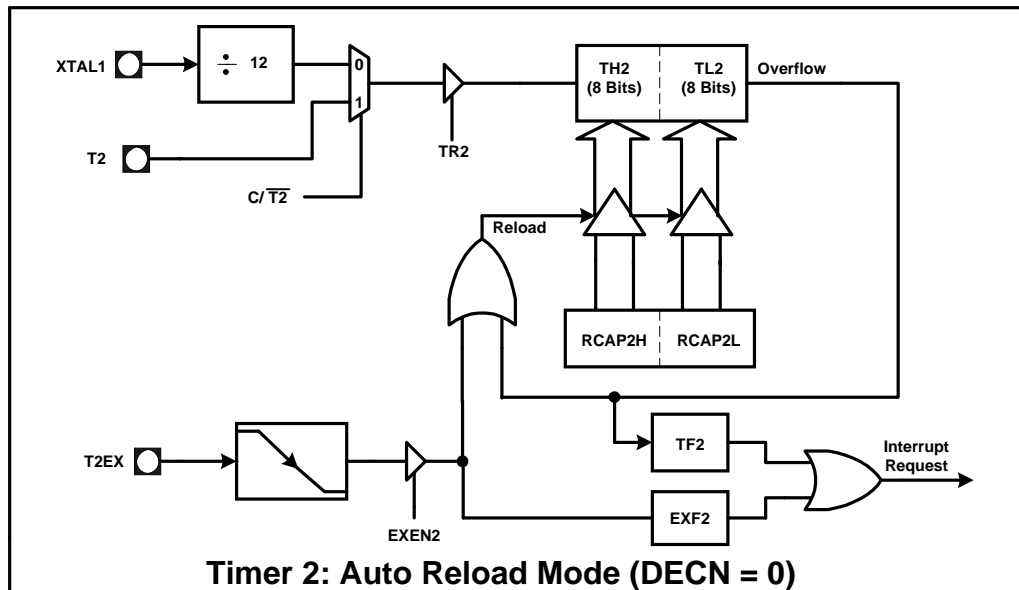 XTAL1
÷ 12
0
1
T2
C/T2
TR2
TH2
(8 Bits)
TL2
(8 Bits)
Overflow
Reload
RCAP2H
RCAP2L
T2EX
EXEN2
TF2
EXF2
Interrupt
Request
Timer 2: Auto Reload Mode (DECN = 0)